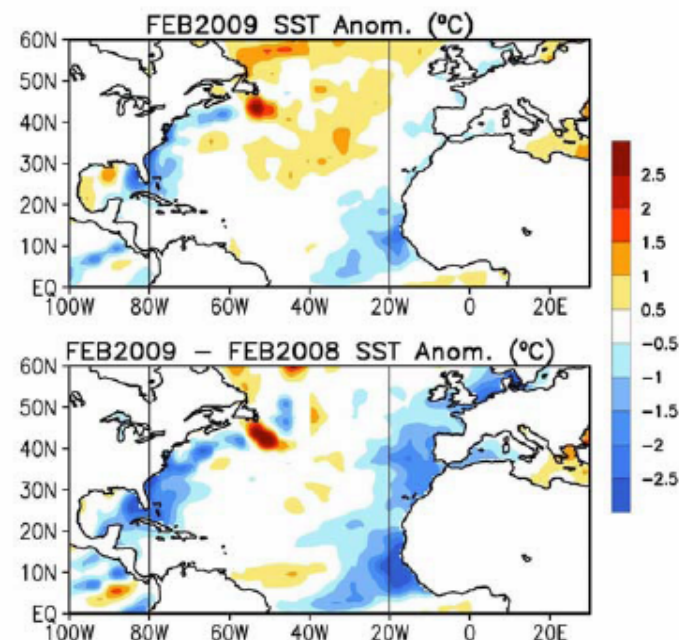 FEB2009 SST Anom. (ºC)
60N
50N
40N
30N
20N
10N
EQ
100W 80W 60W 40W 20W 0 20E
FEB2009 − FEB2008 SST Anom. (ºC)
60N
50N
40N
30N
20N
10N
EQ
100W 80W 60W 40W 20W 0 20E
2.5
2
1.5
1
0.5
−0.5
−1
−1.5
−2
−2.5